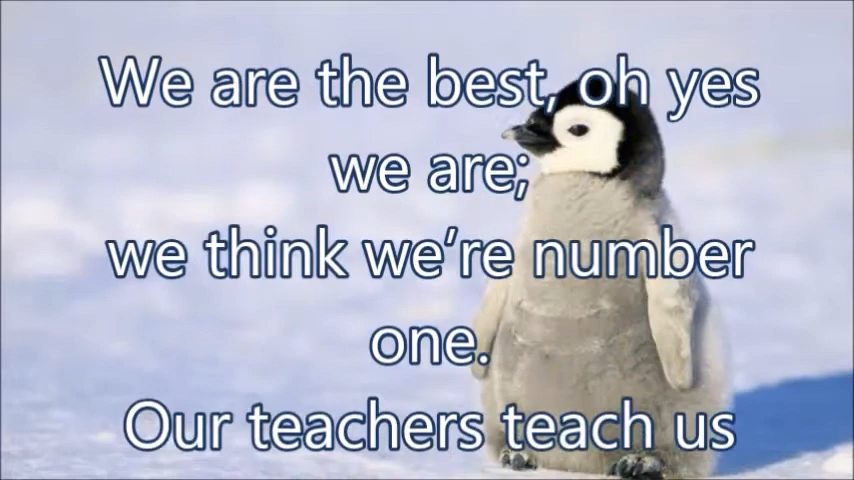 We are the best, oh yes
we are;
we think we’re number
one.
Our teachers teach us